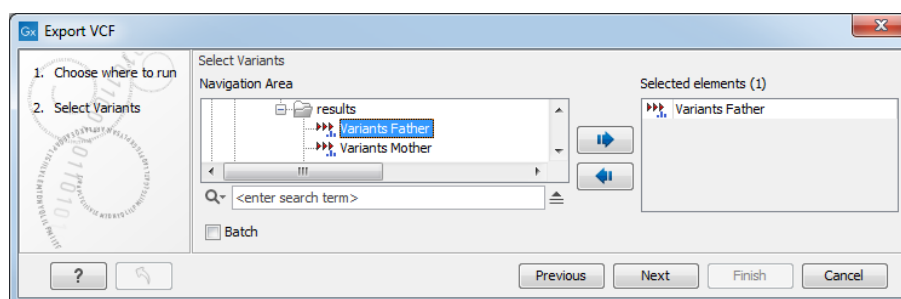 Gx Export VCF
1. Choose where to run
2. Select Variants
Select Variants
Navigation Area
results
Variants Father
Variants Mother
<enter search term>
Batch
Selected elements (1)
Variants Father
?
Previous
Next
Finish
Cancel